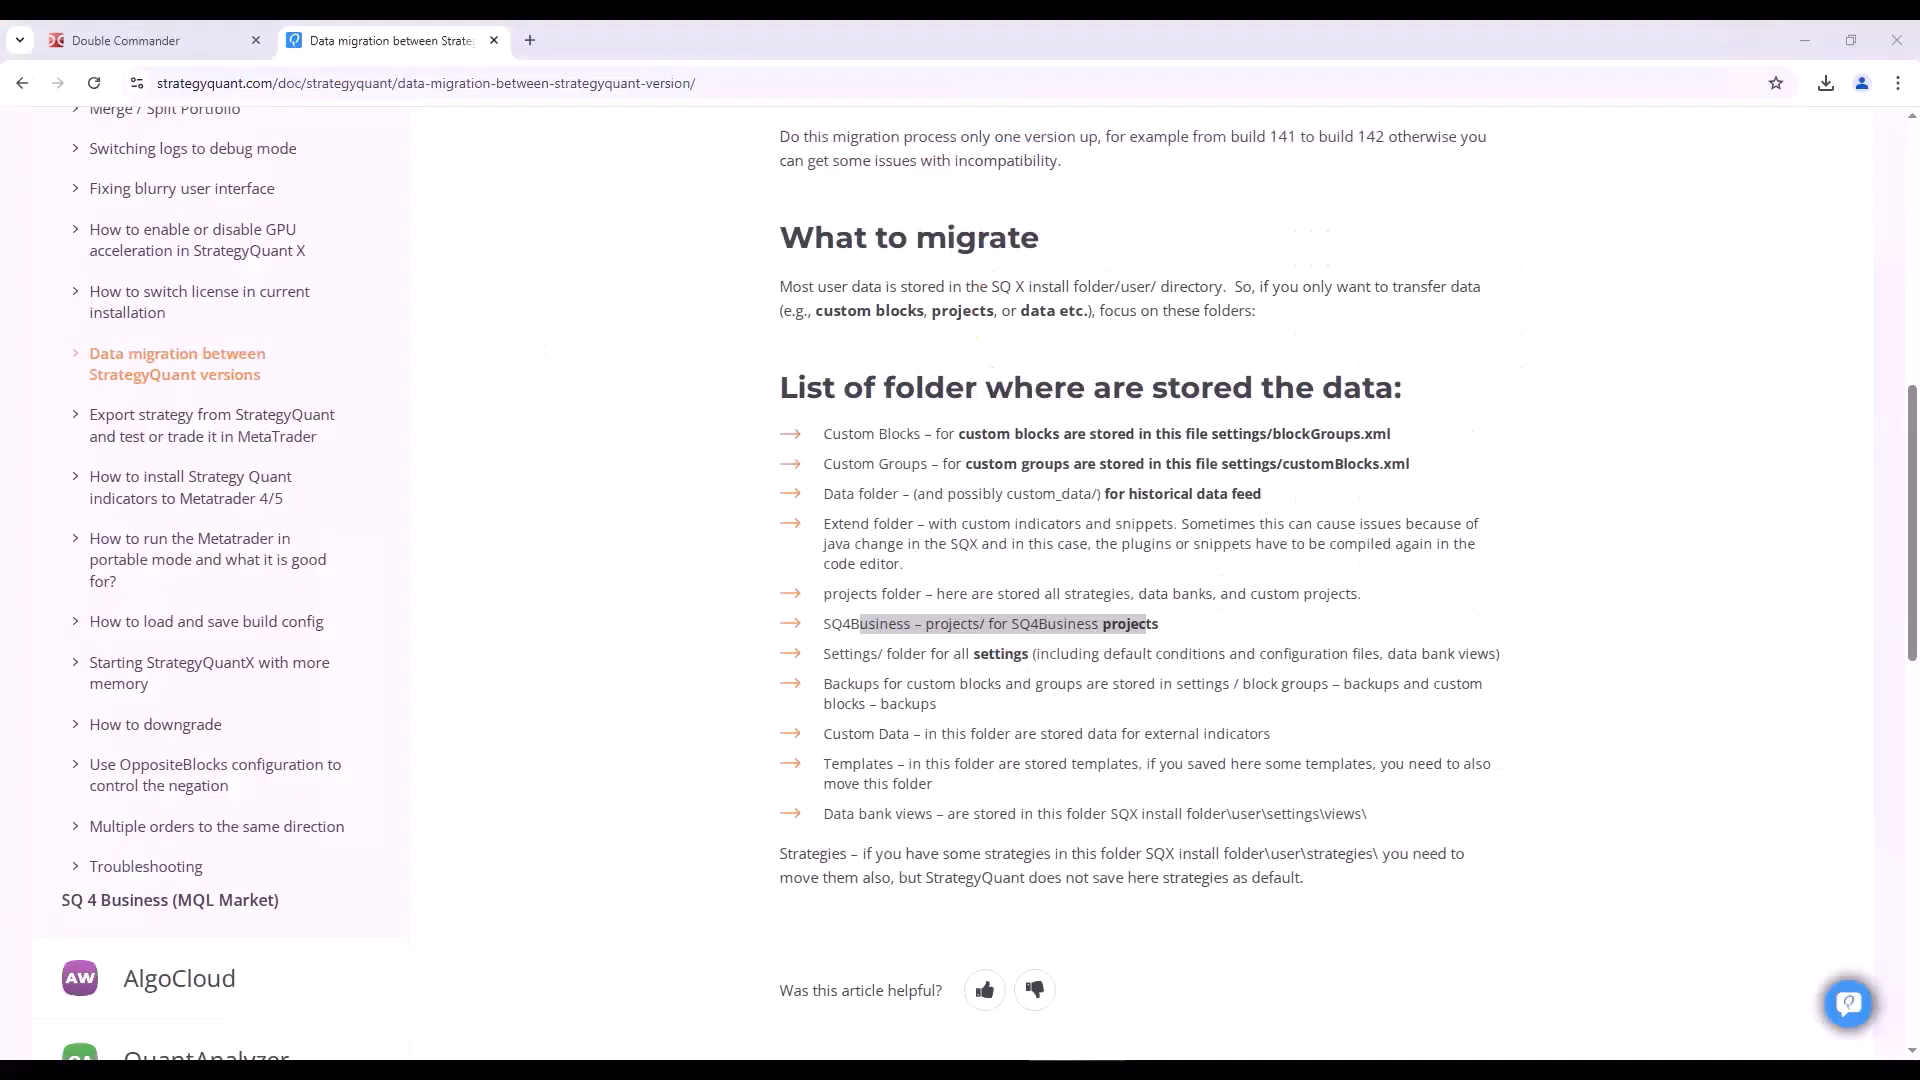 Double Commander
Data migration between Strate
strategyquant.com/doc/strategyquant/data-migration-between-strategyquant-version/
Merge / Split Portfolio
Switching logs to debug mode
Fixing blurry user interface
How to enable or disable GPU
acceleration in StrategyQuant X
How to switch license in current
installation
Data migration between
StrategyQuant versions
Export strategy from StrategyQuant
and test or trade it in MetaTrader
How to install Strategy Quant
indicators to Metatrader 4/5
How to run the Metatrader in
portable mode and what it is good
for?
How to load and save build config
Starting StrategyQuantX with more
memory
How to downgrade
Use OppositeBlocks configuration to
control the negation
Multiple orders to the same direction
Troubleshooting
SQ 4 Business (MQL Market)
AW
AlgoCloud
QuantAnalyzer
Do this migration process only one version up, for example from build 141 to build 142 otherwise you
can get some issues with incompatibility.
What to migrate
Most user data is stored in the SQ X install folder/user/ directory.  So, if you only want to transfer data
(e.g., custom blocks, projects, or data etc.), focus on these folders:
List of folder where are stored the data:
Custom Blocks – for custom blocks are stored in this file settings/blockGroups.xml
Custom Groups – for custom groups are stored in this file settings/customBlocks.xml
Data folder – (and possibly custom_data/) for historical data feed
Extend folder – with custom indicators and snippets. Sometimes this can cause issues because of
java change in the SQX and in this case, the plugins or snippets have to be compiled again in the
code editor.
projects folder – here are stored all strategies, data banks, and custom projects.
SQ4Business – projects/ for SQ4Business projects
Settings/ folder for all settings (including default conditions and configuration files, data bank views)
Backups for custom blocks and groups are stored in settings / block groups – backups and custom
blocks – backups
Custom Data – in this folder are stored data for external indicators
Templates – in this folder are stored templates, if you saved here some templates, you need to also
move this folder
Data bank views – are stored in this folder SQX install folder\user\settings\views\
Strategies – if you have some strategies in this folder SQX install folder\user\strategies\ you need to
move them also, but StrategyQuant does not save here strategies as default.
Was this article helpful?